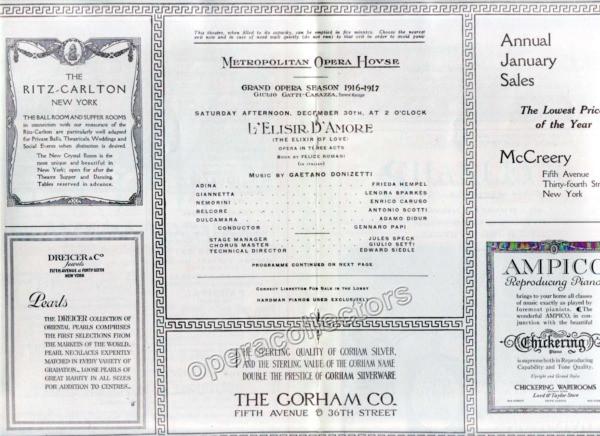 THE
RITZ-CARLTON
NEW YORK
THE BALL ROOM AND SUPPER ROOMS
in connection with our restaurant of the
Ritz-Carlton are particularly well adapted
for Private Balls, Theatricals, Weddings and
Social Events when distinction is desired.
The New Crystal Room is the
most unique and beautiful in
New York; open for after the
Theatre Supper and Dancing.
Tables reserved in advance.
DREICER & Co
Jewels
FIFTH AVENUE at FORTY-SIXTH
NEW YORK
Pearls
THE DREICER COLLECTION OF
ORIENTAL PEARLS COMPRISES
THE FIRST SELECTIONS FROM
THE MARKETS OF THE WORLD.
PEARL NECKLACES EXPERTLY
MATCHED IN EVERY VARIETY OF
GRADATION— LOOSE PEARLS OF
GREAT RARITY IN ALL SIZES
FOR ADDITION TO CENTRES—
This theatre, when filled to its capacity, can be emptied in five minutes. Choose the nearest
exit now and in case of need walk quietly (do not run) to that exit in order to avoid panic
METROPOLITAN OPERA HOVSE
GRAND OPERA SEASON 1916-1917
GIULIO GATTI-CASAZZA, General Manager
SATURDAY AFTERNOON, DECEMBER 30TH, AT 2 O'CLOCK
L'ELISIR D'AMORE
(THE ELIXIR OF LOVE)
OPERA IN THREE ACTS
BOOK BY FELICE ROMANI
(In Italian)
MUSIC BY GAETANO DONIZETTI
ADINA FRIEDA HEMPEL
GIANNETTA LENORA SPARKES
NEMORINI ENRICO CARUSO
BELCORE ANTONIO SCOTTI
DULCAMARA ADAMO DIDUR
CONDUCTOR GENNARO PAPI
STAGE MANAGER JULES SPECK
CHORUS MASTER GIULIO SETTI
TECHNICAL DIRECTOR EDWARD SIEDLE
PROGRAMME CONTINUED ON NEXT PAGE
CORRECT LIBRETTOS FOR SALE IN THE LOBBY
HARDMAN PIANOS USED EXCLUSIVELY
operacollectors
THE STERLING QUALITY OF GORHAM SILVER,
AND THE STERLING VALUE OF THE GORHAM NAME
DOUBLE THE PRESTIGE OF GORHAM SILVERWARE
THE GORHAM CO.
FIFTH AVENUE @ 36TH STREET
Annual
January
Sales
The Lowest Price
of the Year
McCreery
Fifth Avenue
Thirty-fourth Str
New York
AMPICO
Reproducing Piano
brings to your home all classes
of music exactly as played by
foremost pianists. The
wonderful AMPICO, in con-
junction with the beautiful
Chickering
Piano
is supreme both in Reproducing
Capability and Tone Quality.
Upright and Grand Styles
CHICKERING WAREROOMS
Lord & Taylor Store